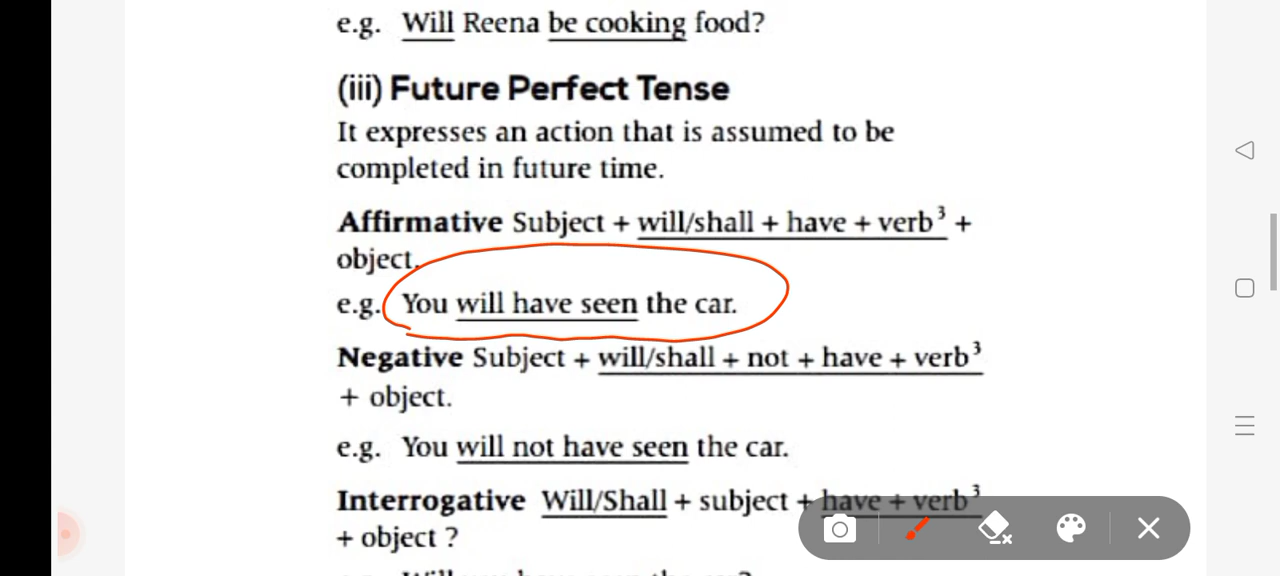 e.g. Will Reena be cooking food?
(iii) Future Perfect Tense
It expresses an action that is assumed to be
completed in future time.
Affirmative Subject + will/shall + have + verb³ +
object.
e.g. You will have seen the car.
Negative Subject + will/shall + not + have + verb³
+ object.
e.g. You will not have seen the car.
Interrogative Will/Shall + subject + have + verb³
+ object ?